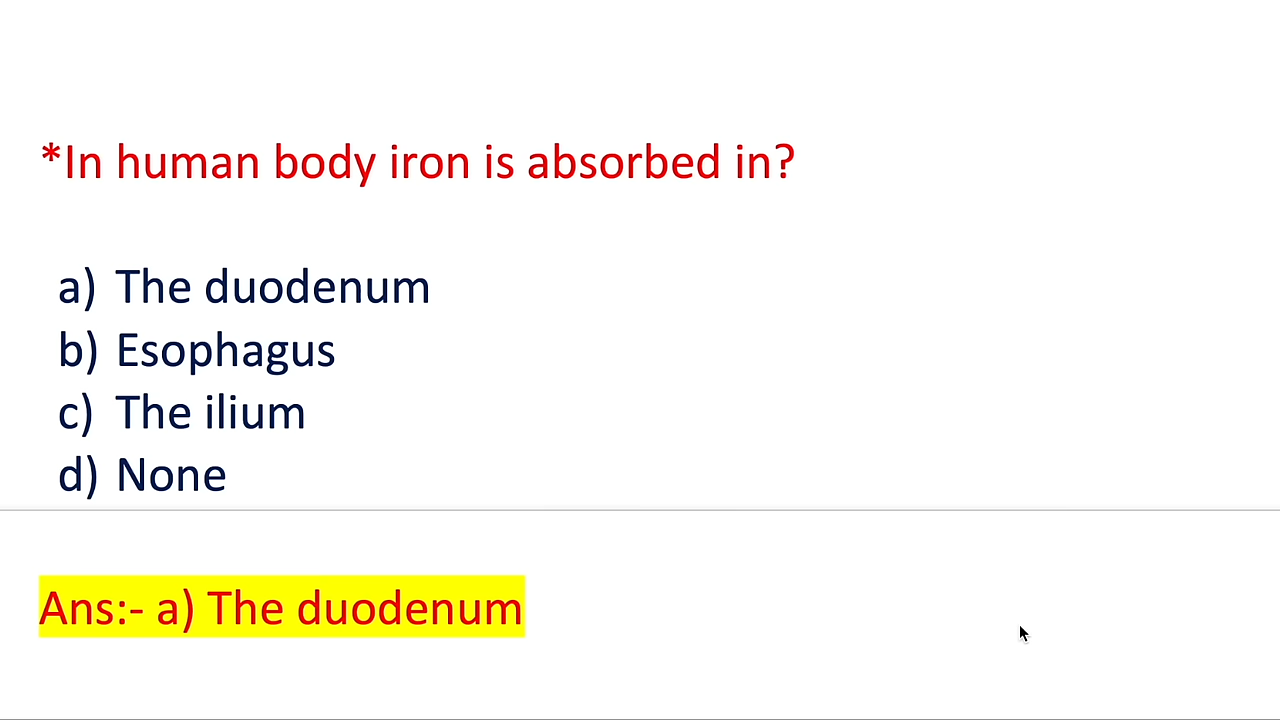 *In human body iron is absorbed in?
a) The duodenum
b) Esophagus
c) The ilium
d) None
Ans:- a) The duodenum